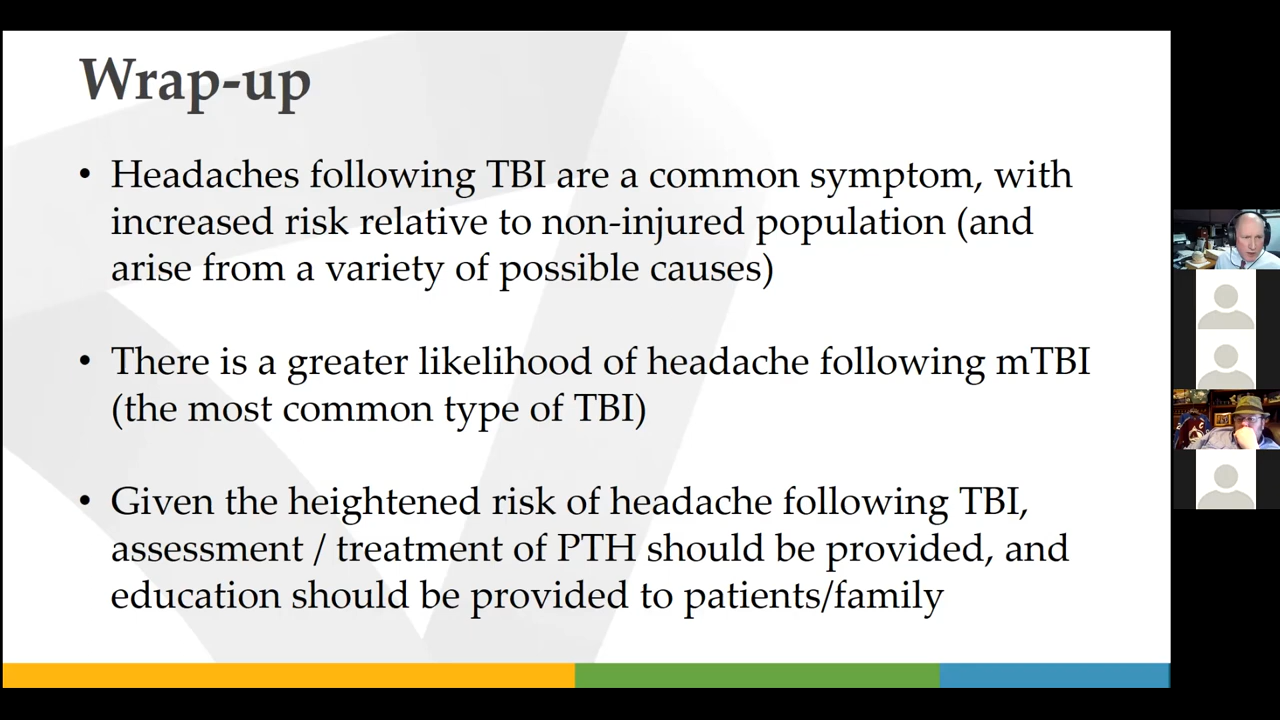 Wrap-up
• Headaches following TBI are a common symptom, with
increased risk relative to non-injured population (and
arise from a variety of possible causes)
• There is a greater likelihood of headache following mTBI
(the most common type of TBI)
• Given the heightened risk of headache following TBI,
assessment / treatment of PTH should be provided, and
education should be provided to patients/family